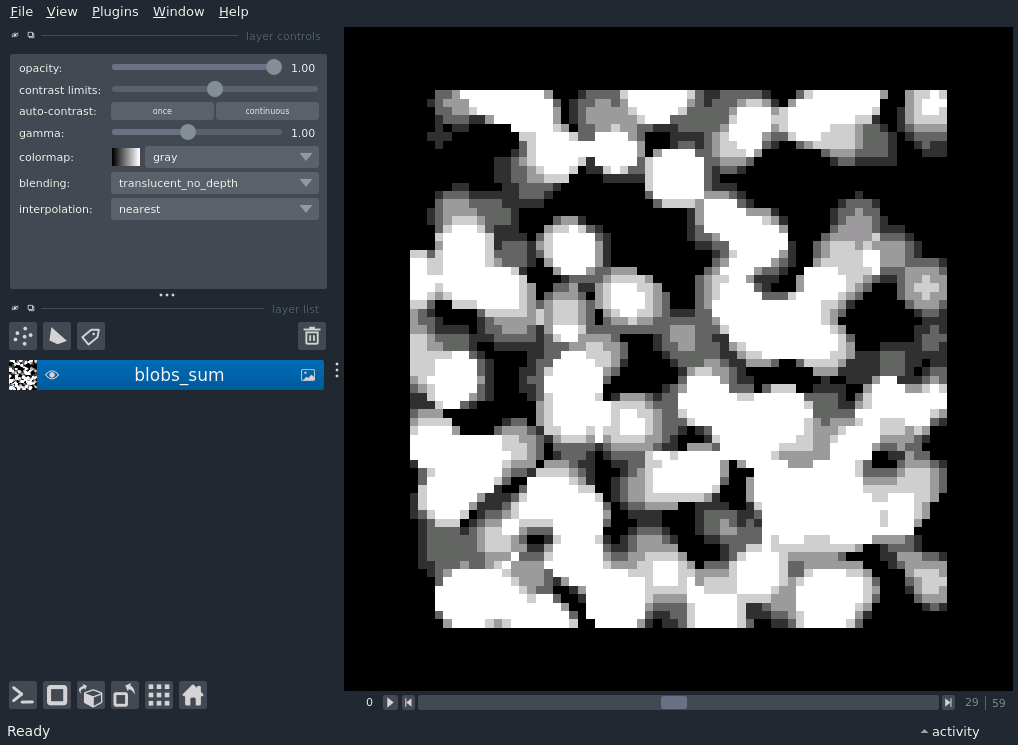 File View Plugins Window Help
layer controls
opacity: 1.00
contrast limits:
auto-contrast: once continuous
gamma: 1.00
colormap: gray
blending: translucent_no_depth
interpolation: nearest
layer list
blobs_sum
0 29 | 59
Ready activity